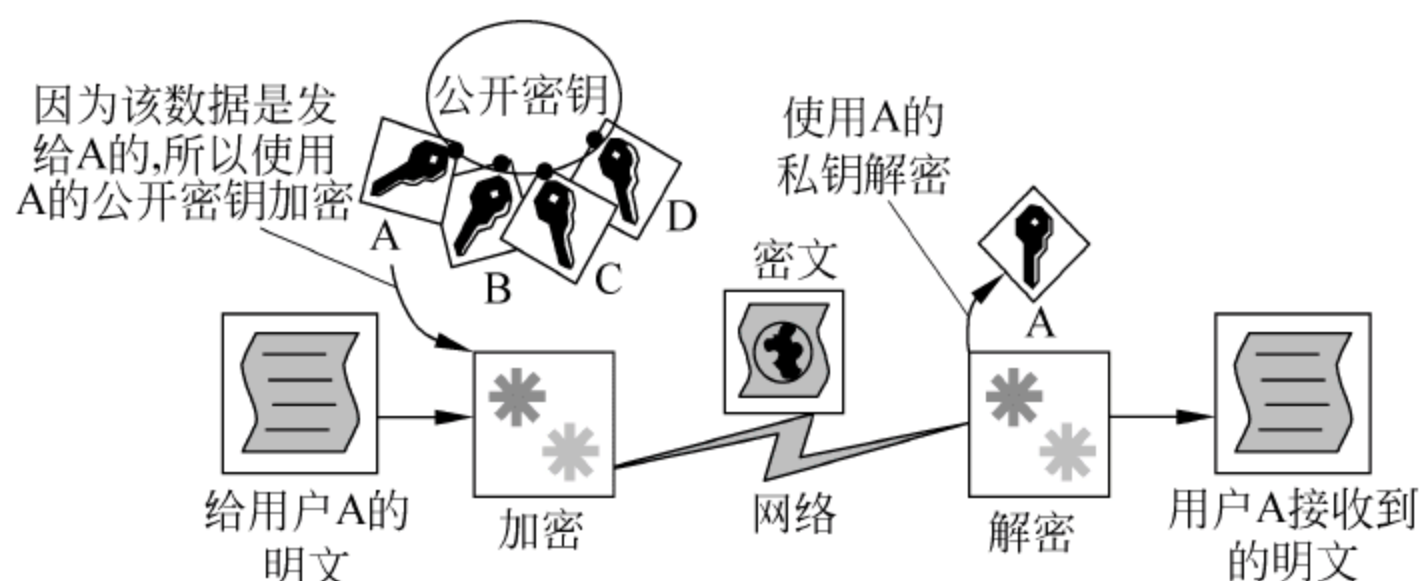 因为该数据是发
给A的,所以使用
A的公开密钥加密
公开密钥
A
B
C
D
使用A的
私钥解密
A
密文
给用户A的
明文
加密
网络
解密
用户A接收到
的明文